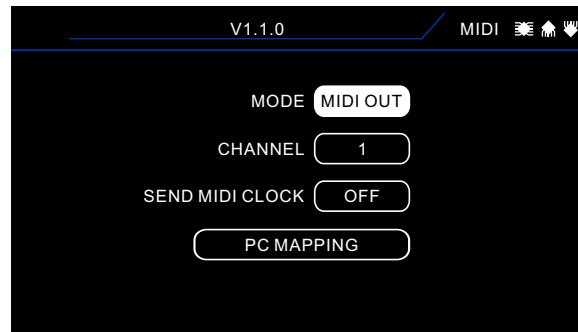 V1.1.0 MIDI
MODE MIDI OUT
CHANNEL 1
SEND MIDI CLOCK OFF
PC MAPPING